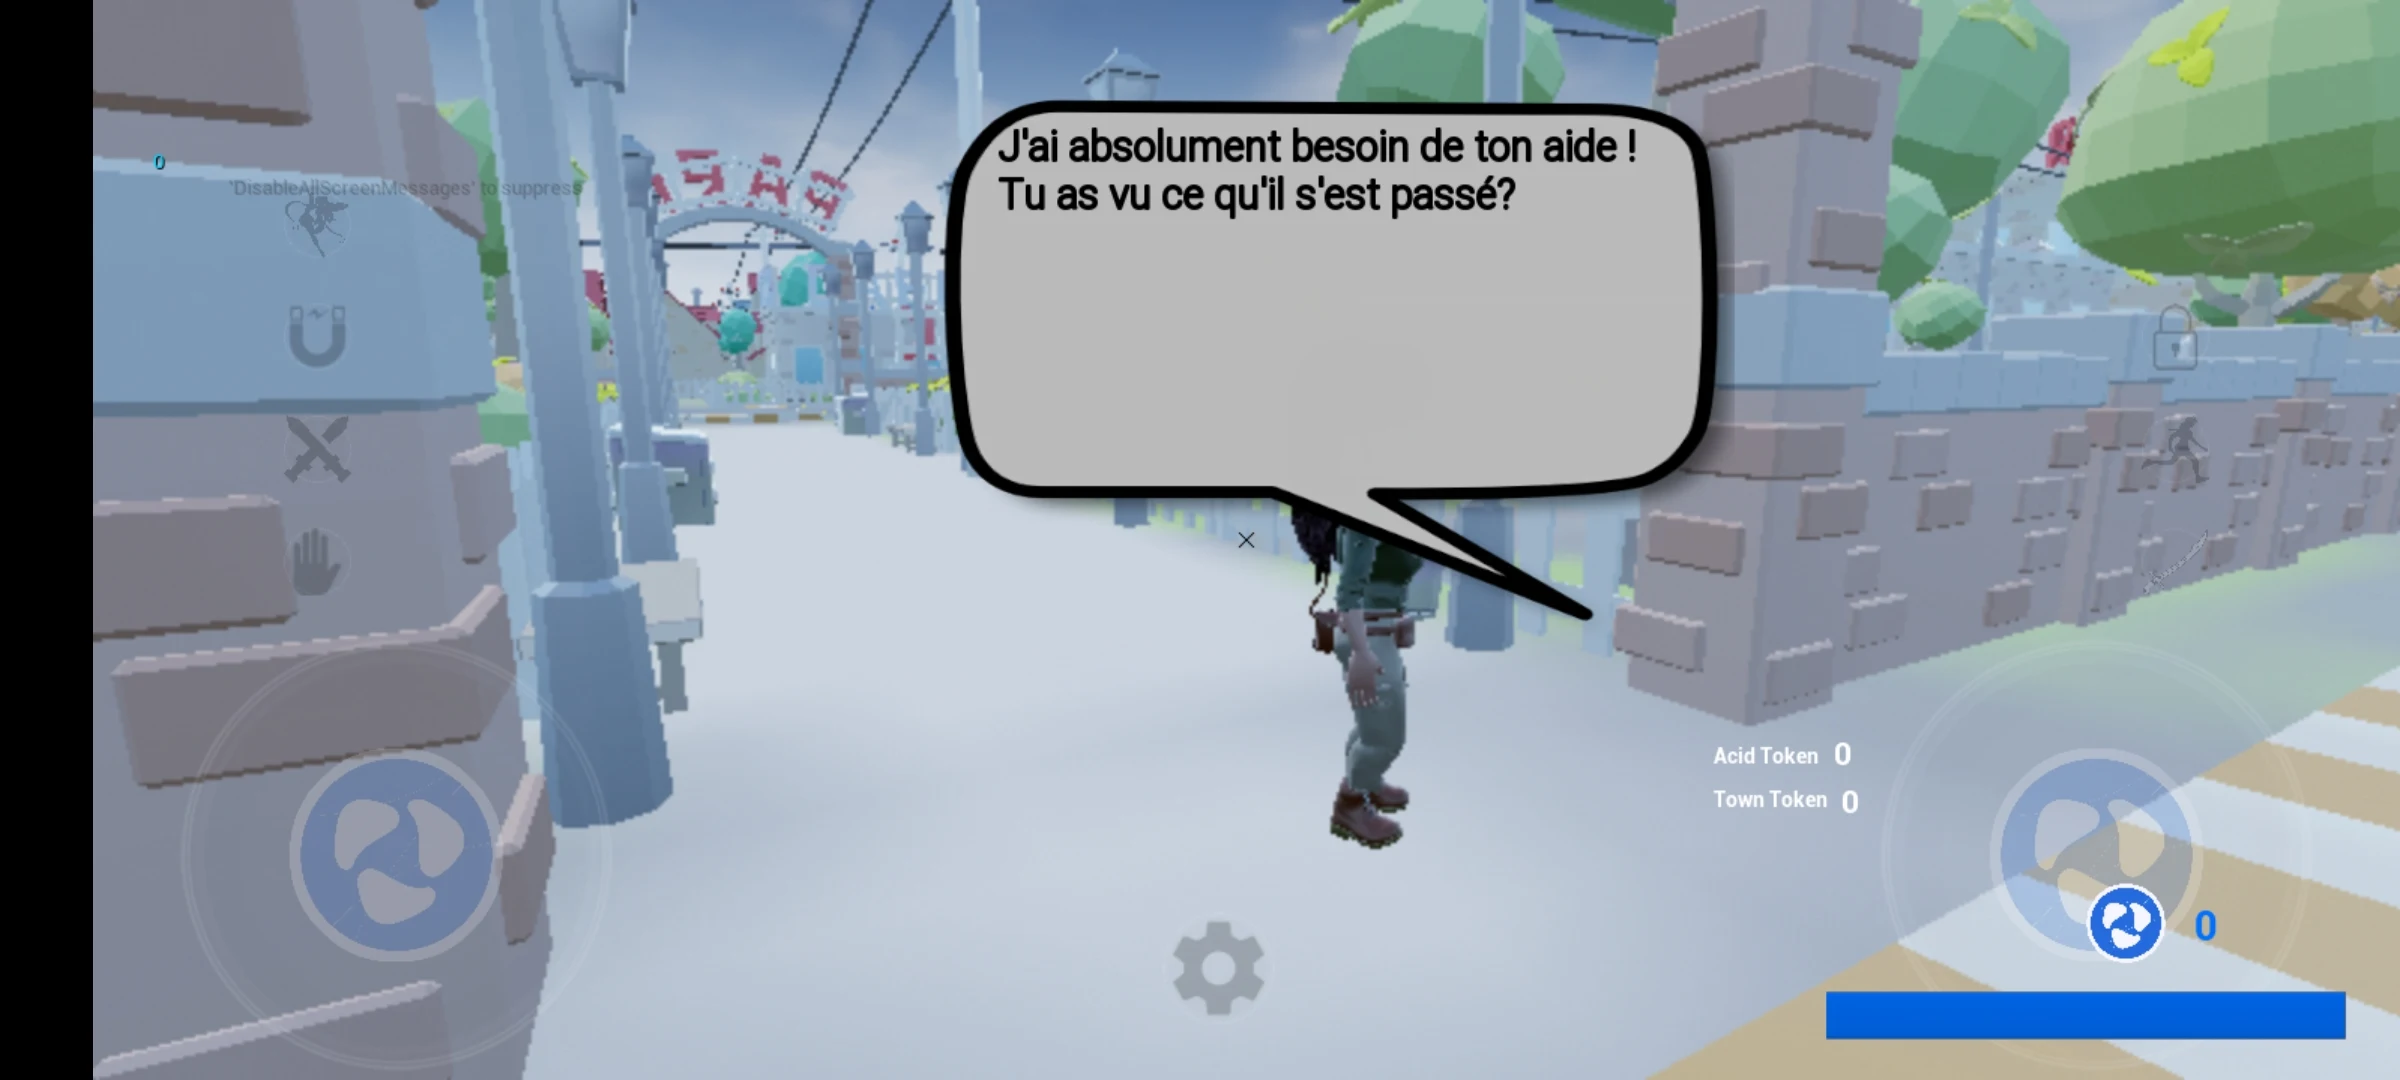 J'ai absolument besoin de ton aide !
Tu as vu ce qu'il s'est passé?
0
'DisableAllScreenMessages' to suppress
Acid Token 0
Town Token 0
0